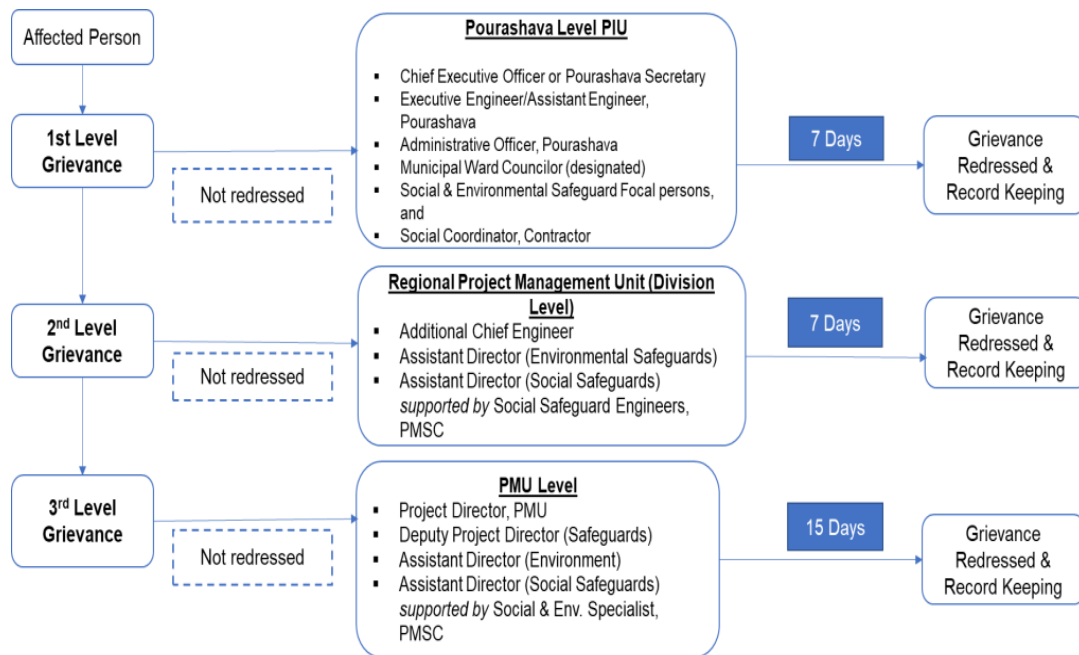 Affected Person
1st Level
Grievance
Not redressed
Pourashava Level PIU
▪ Chief Executive Officer or Pourashava Secretary
▪ Executive Engineer/Assistant Engineer,
Pourashava
▪ Administrative Officer, Pourashava
▪ Municipal Ward Councilor (designated)
▪ Social & Environmental Safeguard Focal persons,
and
▪ Social Coordinator, Contractor
7 Days
Grievance
Redressed &
Record Keeping
2nd Level
Grievance
Not redressed
Regional Project Management Unit (Division
Level)
▪ Additional Chief Engineer
▪ Assistant Director (Environmental Safeguards)
▪ Assistant Director (Social Safeguards)
supported by Social Safeguard Engineers,
PMSC
7 Days
Grievance
Redressed &
Record Keeping
3rd Level
Grievance
Not redressed
PMU Level
▪ Project Director, PMU
▪ Deputy Project Director (Safeguards)
▪ Assistant Director (Environment)
▪ Assistant Director (Social Safeguards)
supported by Social & Env. Specialist,
PMSC
15 Days
Grievance
Redressed &
Record Keeping